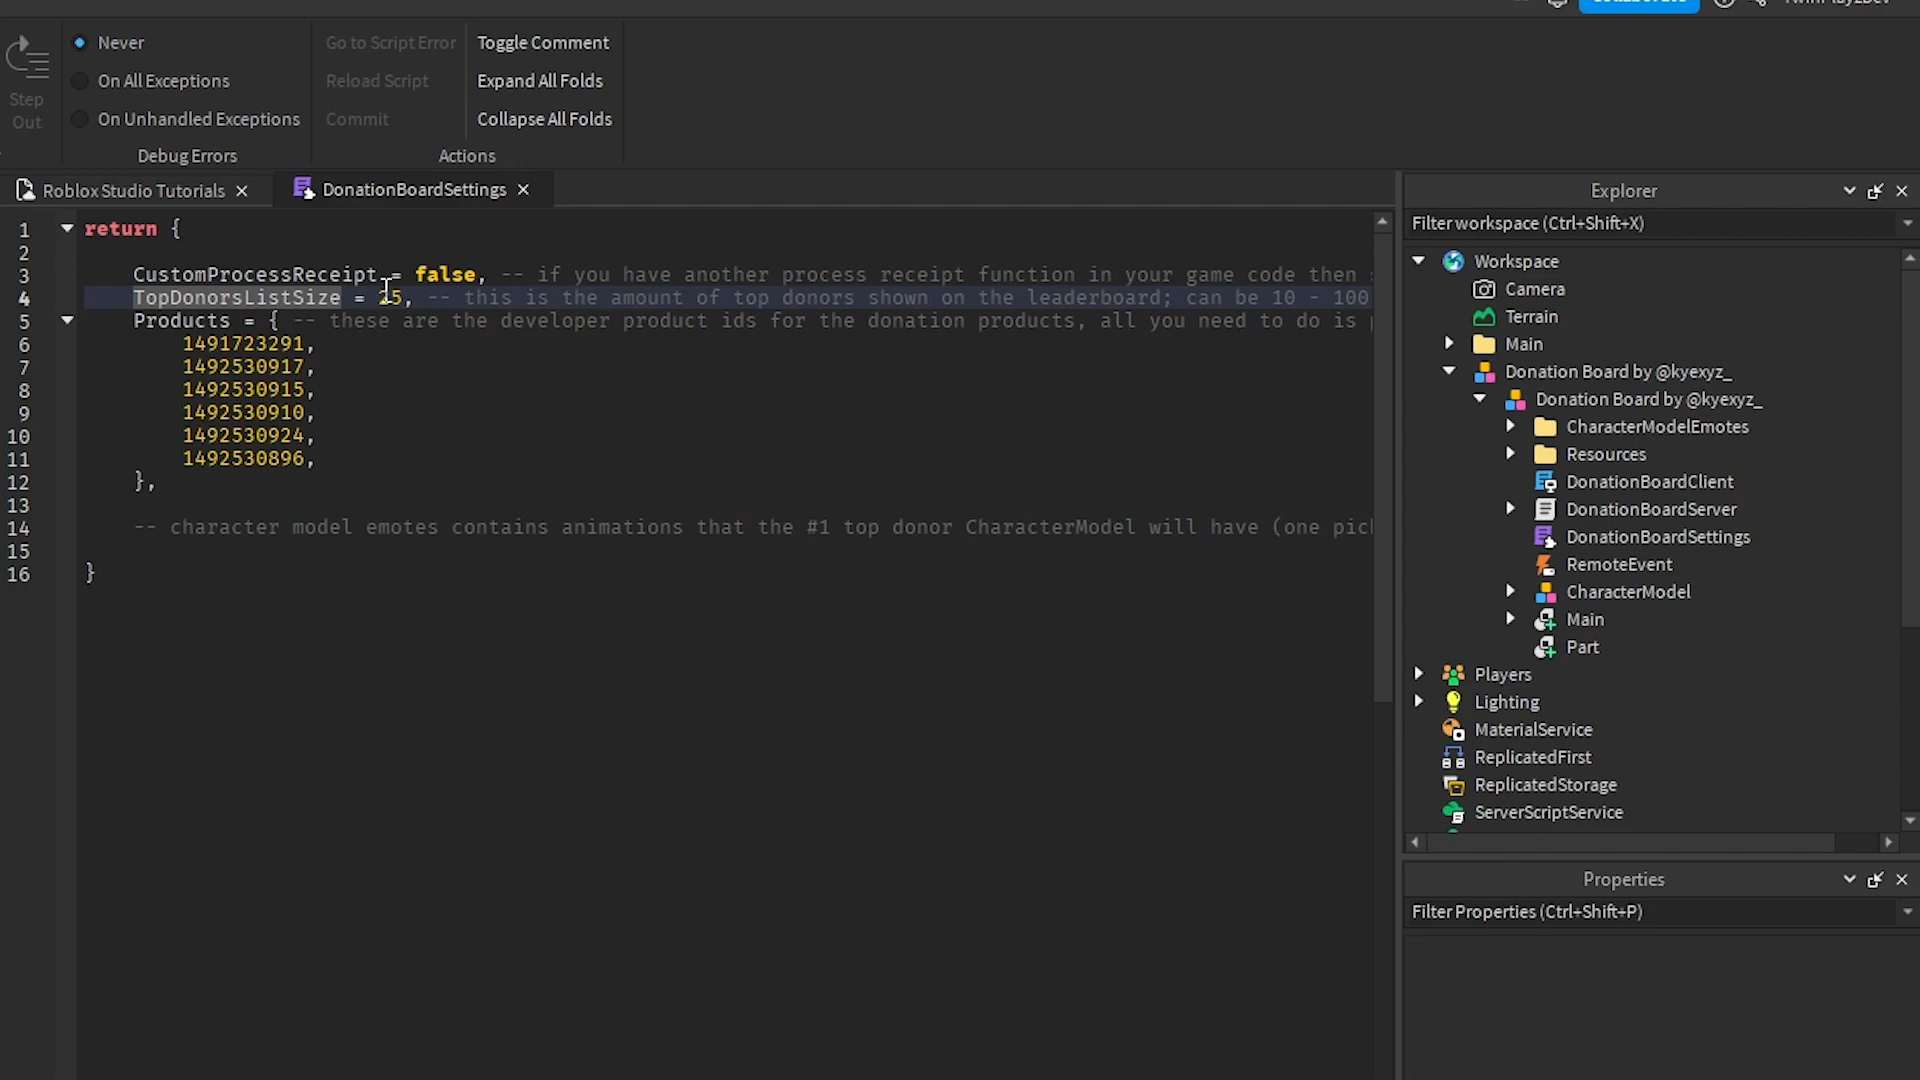 Step
Out
Never
On All Exceptions
On Unhandled Exceptions
Debug Errors
Go to Script Error
Reload Script
Commit
Toggle Comment
Expand All Folds
Collapse All Folds
Actions
Roblox Studio Tutorials
DonationBoardSettings
1 return {
2
3 CustomProcessReceipt = false, -- if you have another process receipt function in your game code then
4 TopDonorsListSize = 25, -- this is the amount of top donors shown on the leaderboard; can be 10 - 100
5 Products = { -- these are the developer product ids for the donation products, all you need to do is
6 1491723291,
7 1492530917,
8 1492530915,
9 1492530910,
10 1492530924,
11 1492530896,
12 },
13
14 -- character model emotes contains animations that the #1 top donor CharacterModel will have (one
15
16 }
Explorer
Filter workspace (Ctrl+Shift+X)
Workspace
Camera
Terrain
Main
Donation Board by @kyexyz_
Donation Board by @kyexyz_
CharacterModelEmotes
Resources
DonationBoardClient
DonationBoardServer
DonationBoardSettings
RemoteEvent
CharacterModel
Main
Part
Players
Lighting
MaterialService
ReplicatedFirst
ReplicatedStorage
ServerScriptService
Properties
Filter Properties (Ctrl+Shift+P)